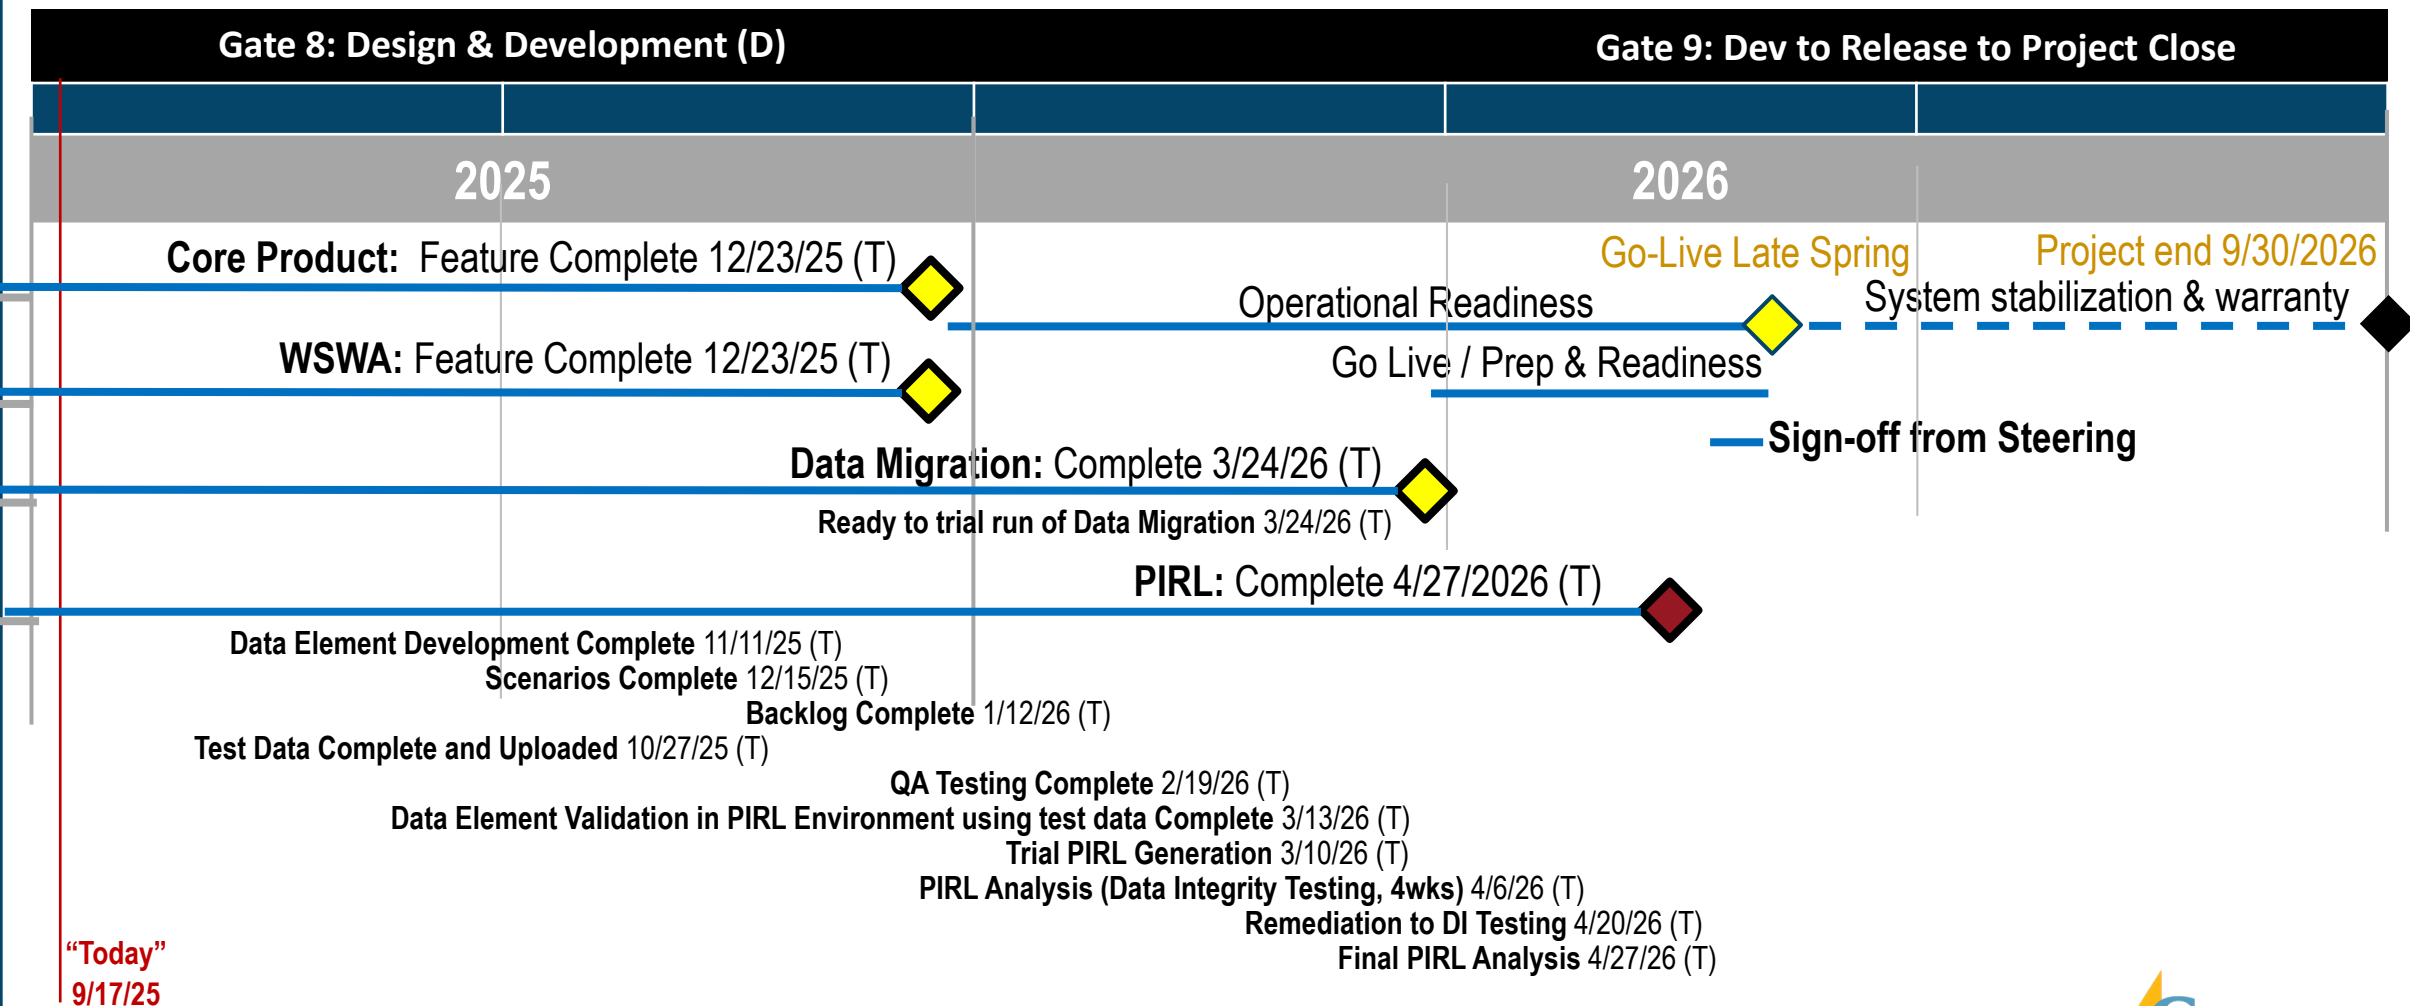 Gate 8: Design & Development (D)
Gate 9: Dev to Release to Project Close
2025
2026
Core Product: Feature Complete 12/23/25 (T)
Go-Live Late Spring
Project end 9/30/2026
Operational Readiness
System stabilization & warranty
WSWA: Feature Complete 12/23/25 (T)
Go Live / Prep & Readiness
Sign-off from Steering
Data Migration: Complete 3/24/26 (T)
Ready to trial run of Data Migration 3/24/26 (T)
PIRL: Complete 4/27/2026 (T)
Data Element Development Complete 11/11/25 (T)
Scenarios Complete 12/15/25 (T)
Backlog Complete 1/12/26 (T)
Test Data Complete and Uploaded 10/27/25 (T)
QA Testing Complete 2/19/26 (T)
Data Element Validation in PIRL Environment using test data Complete 3/13/26 (T)
Trial PIRL Generation 3/10/26 (T)
PIRL Analysis (Data Integrity Testing, 4wks) 4/6/26 (T)
Remediation to DI Testing 4/20/26 (T)
Final PIRL Analysis 4/27/26 (T)
“Today”
9/17/25